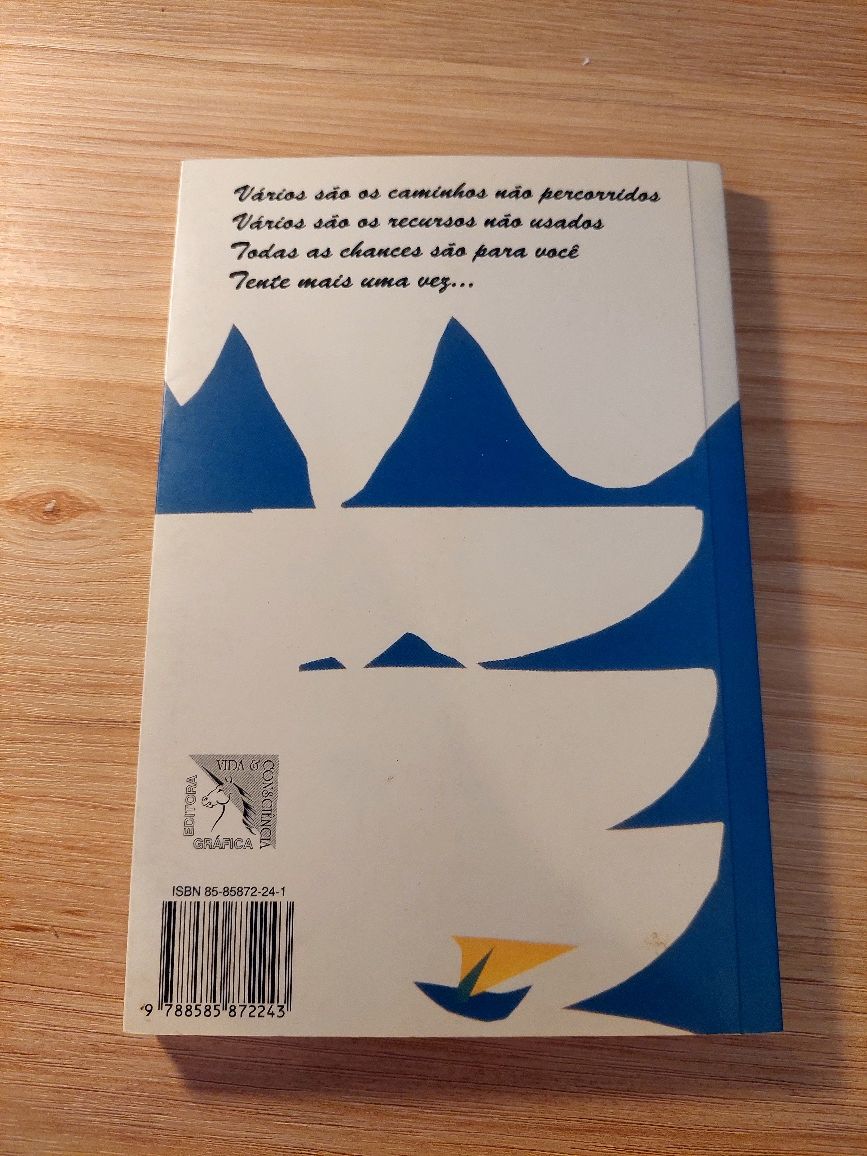 Vários são os caminhos não percorridos
Vários são os recursos não usados
Todas as chances são para você
Tente mais uma vez...
VIDA &
CONSCIÊNCIA
EDITORA
GRÁFICA
ISBN 85-85872-24-1
9 788585 872243